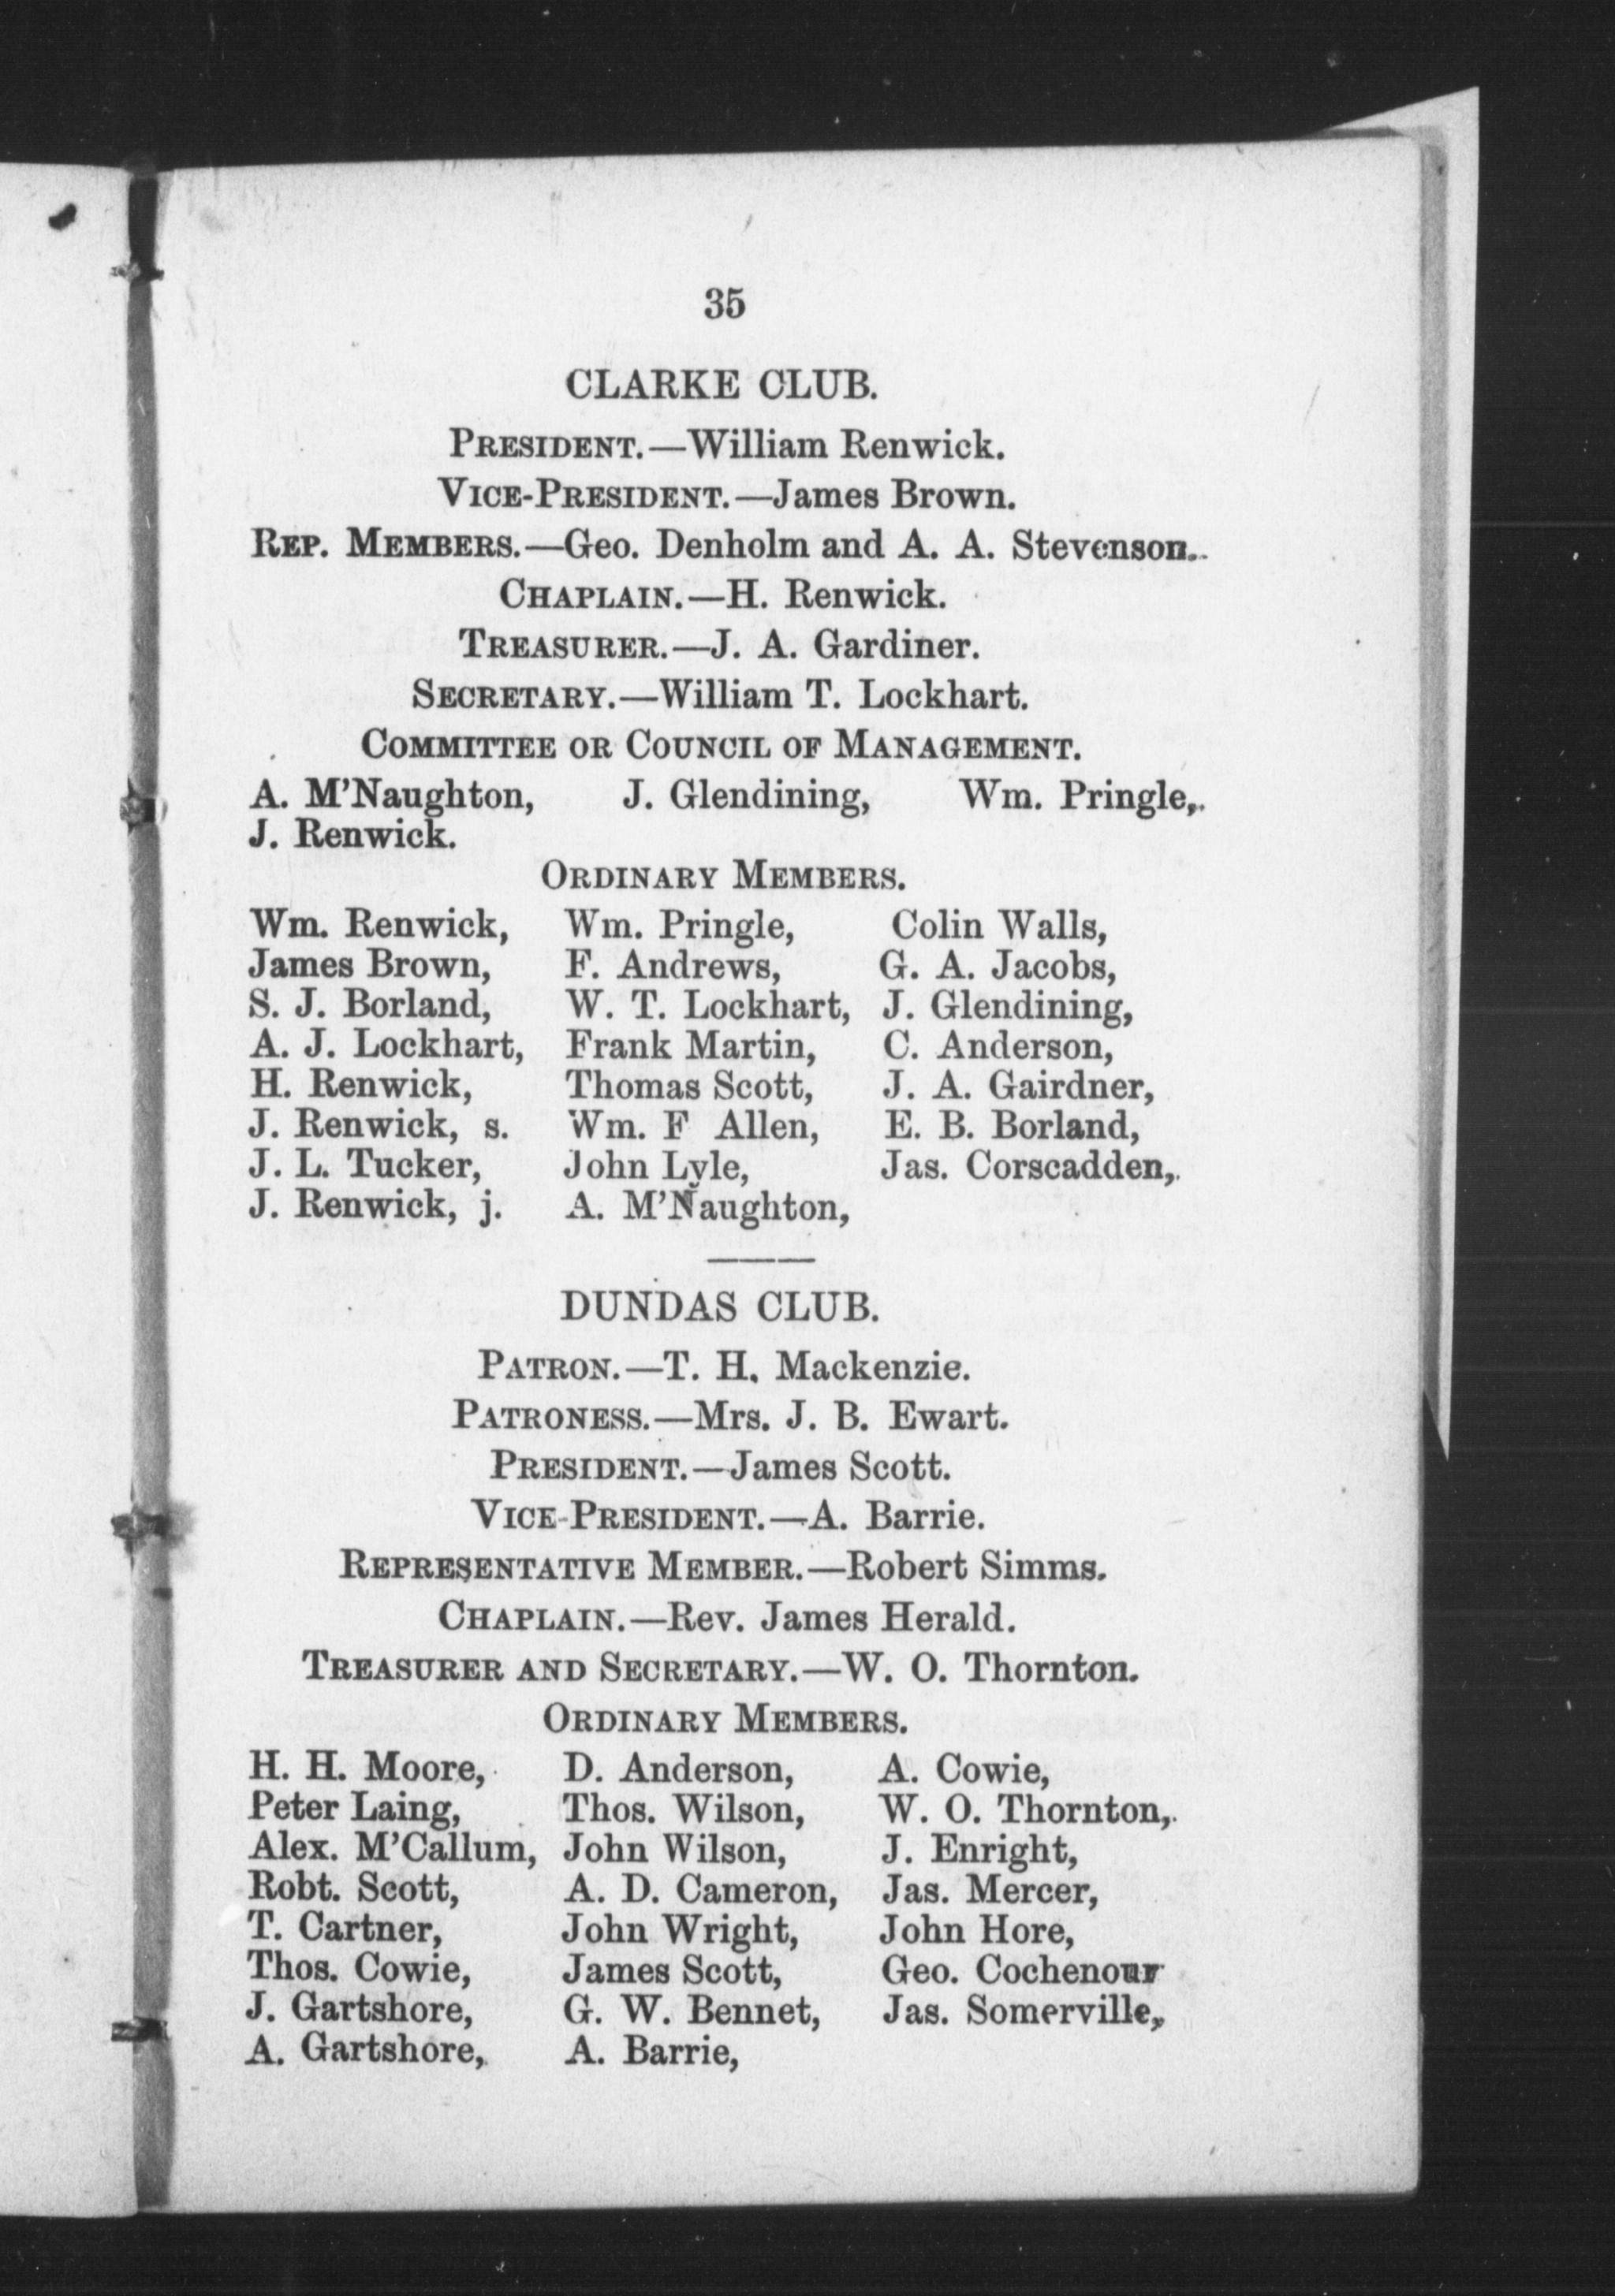 35
CLARKE CLUB.
PRESIDENT.—William Renwick.
VICE-PRESIDENT.—James Brown.
REP. MEMBERS.—Geo. Denholm and A. A. Stevenson.
CHAPLAIN.—H. Renwick.
TREASURER.—J. A. Gardiner.
SECRETARY.—William T. Lockhart.
COMMITTEE OR COUNCIL OF MANAGEMENT.
A. M'Naughton, J. Glendining, Wm. Pringle,
J. Renwick.
ORDINARY MEMBERS.
Wm. Renwick, Wm. Pringle, Colin Walls,
James Brown, F. Andrews, G. A. Jacobs,
S. J. Borland, W. T. Lockhart, J. Glendining,
A. J. Lockhart, Frank Martin, C. Anderson,
H. Renwick, Thomas Scott, J. A. Gairdner,
J. Renwick, s. Wm. F Allen, E. B. Borland,
J. L. Tucker, John Lyle, Jas. Corscadden,
J. Renwick, j. A. M'Naughton,
DUNDAS CLUB.
PATRON.—T. H. Mackenzie.
PATRONESS.—Mrs. J. B. Ewart.
PRESIDENT.—James Scott.
VICE-PRESIDENT.—A. Barrie.
REPRESENTATIVE MEMBER.—Robert Simms.
CHAPLAIN.—Rev. James Herald.
TREASURER AND SECRETARY.—W. O. Thornton.
ORDINARY MEMBERS.
H. H. Moore, D. Anderson, A. Cowie,
Peter Laing, Thos. Wilson, W. O. Thornton,
Alex. M'Callum, John Wilson, J. Enright,
Robt. Scott, A. D. Cameron, Jas. Mercer,
T. Cartner, John Wright, John Hore,
Thos. Cowie, James Scott, Geo. Cochenour
J. Gartshore, G. W. Bennet, Jas. Somerville,
A. Gartshore, A. Barrie,